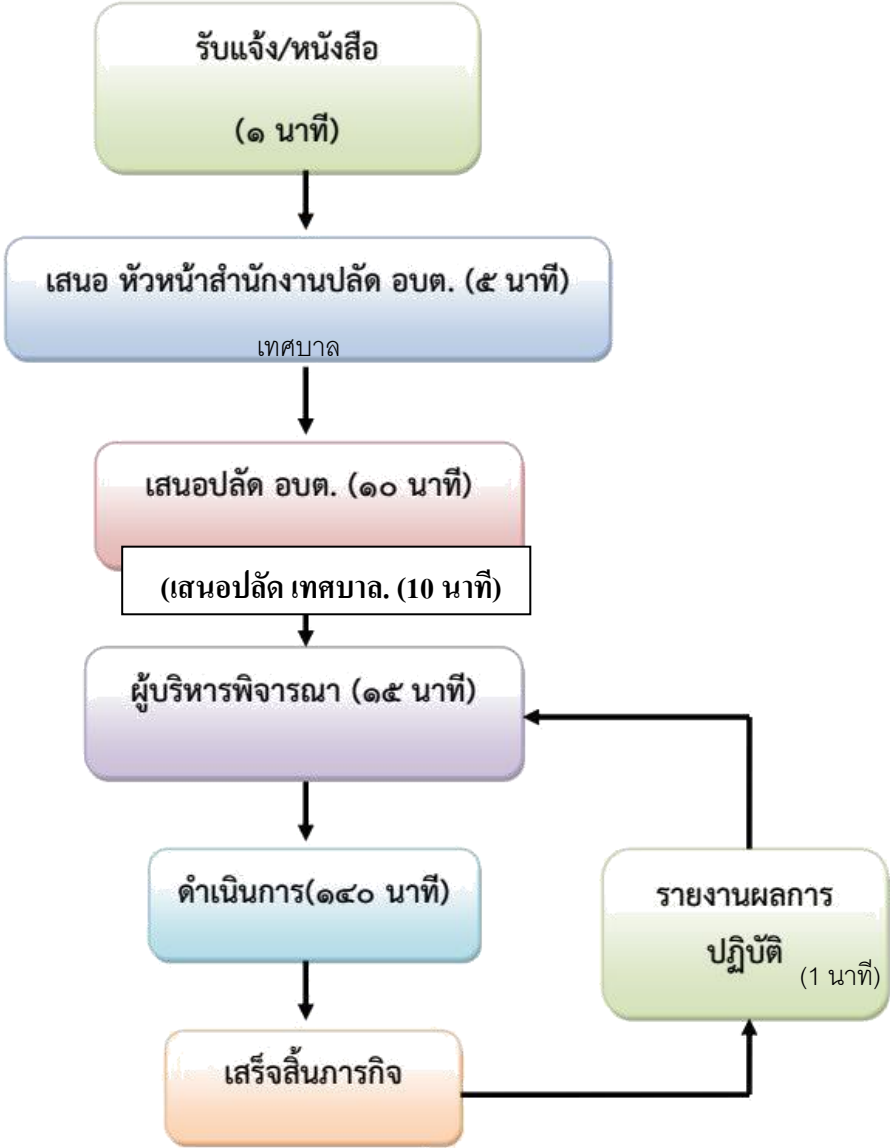 รับแจ้ง/หนังสือ
(๑ นาที)
เสนอ หัวหน้าสำนักงานปลัด อบต. (๕ นาที)
เทศบาล
เสนอปลัด อบต. (๑๐ นาที)
(เสนอปลัด เทศบาล. (10 นาที)
ผู้บริหารพิจารณา (๑๕ นาที)
ดำเนินการ(๑๔๐ นาที)
รายงานผลการ
ปฏิบัติ
(1 นาที)
เสร็จสิ้นภารกิจ